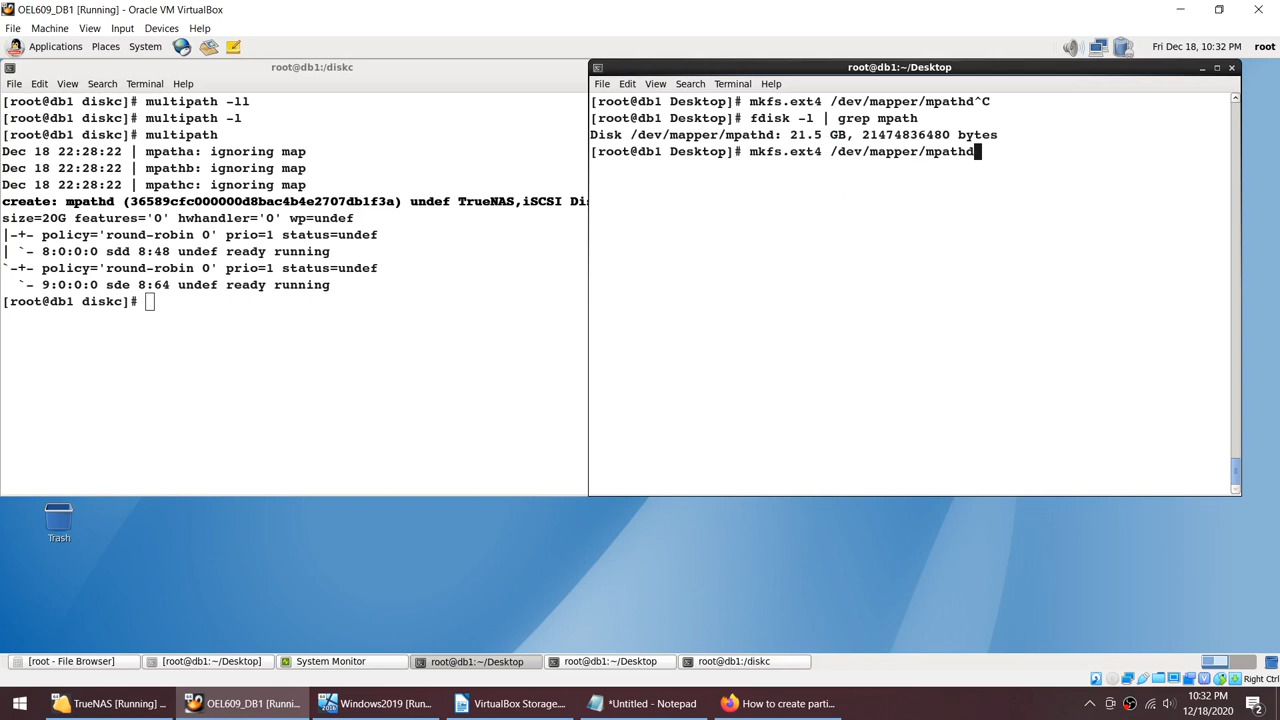 OEL609_DB1 [Running] - Oracle VM VirtualBox
File Machine View Input Devices Help
Applications Places System Fri Dec 18, 10:32 PM root
root@db1:/diskc
File Edit View Search Terminal Help
[root@db1 diskc]# multipath -ll
[root@db1 diskc]# multipath -l
[root@db1 diskc]# multipath
Dec 18 22:28:22 | mpatha: ignoring map
Dec 18 22:28:22 | mpathb: ignoring map
Dec 18 22:28:22 | mpathc: ignoring map
create: mpathd (36589cfc000000d8bac4b4e2707db1f3a) undef TrueNAS,iSCSI Di
size=20G features='0' hwhandler='0' wp=undef
|-+- policy='round-robin 0' prio=1 status=undef
| `- 8:0:0:0 sdd 8:48 undef ready running
`-+- policy='round-robin 0' prio=1 status=undef
  `- 9:0:0:0 sde 8:64 undef ready running
[root@db1 diskc]#
root@db1:~/Desktop
File Edit View Search Terminal Help
[root@db1 Desktop]# mkfs.ext4 /dev/mapper/mpathd^C
[root@db1 Desktop]# fdisk -l | grep mpath
Disk /dev/mapper/mpathd: 21.5 GB, 21474836480 bytes
[root@db1 Desktop]# mkfs.ext4 /dev/mapper/mpathd
Trash
[root - File Browser] [root@db1:~/Desktop] System Monitor root@db1:~/Desktop root@db1:~/Desktop root@db1:/diskc
Right Ctrl
TrueNAS [Running] ... OEL609_DB1 [Runni... Windows2019 [Run... VirtualBox Storage.... *Untitled - Notepad How to create parti... 10:32 PM
12/18/2020